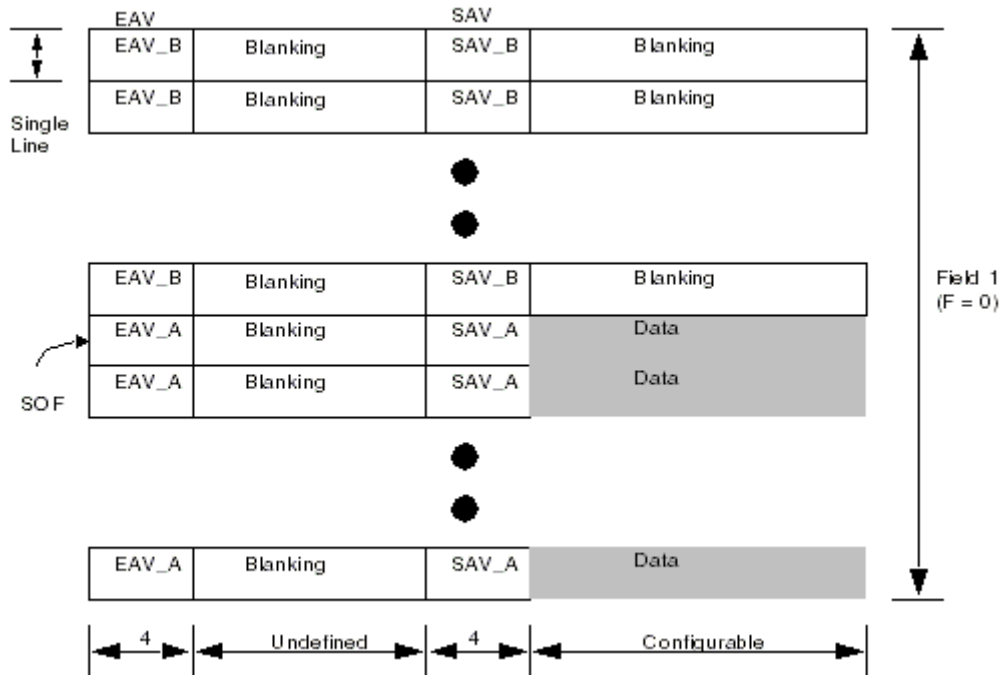 EAV SAV
EAV_B Blanking SAV_B Blanking
EAV_B Blanking SAV_B Blanking
Single
Line
EAV_B Blanking SAV_B Blanking
Field 1
(F = 0)
EAV_A Blanking SAV_A Data
EAV_A Blanking SAV_A Data
SOF
EAV_A Blanking SAV_A Data
4 Undefined 4 Configurable